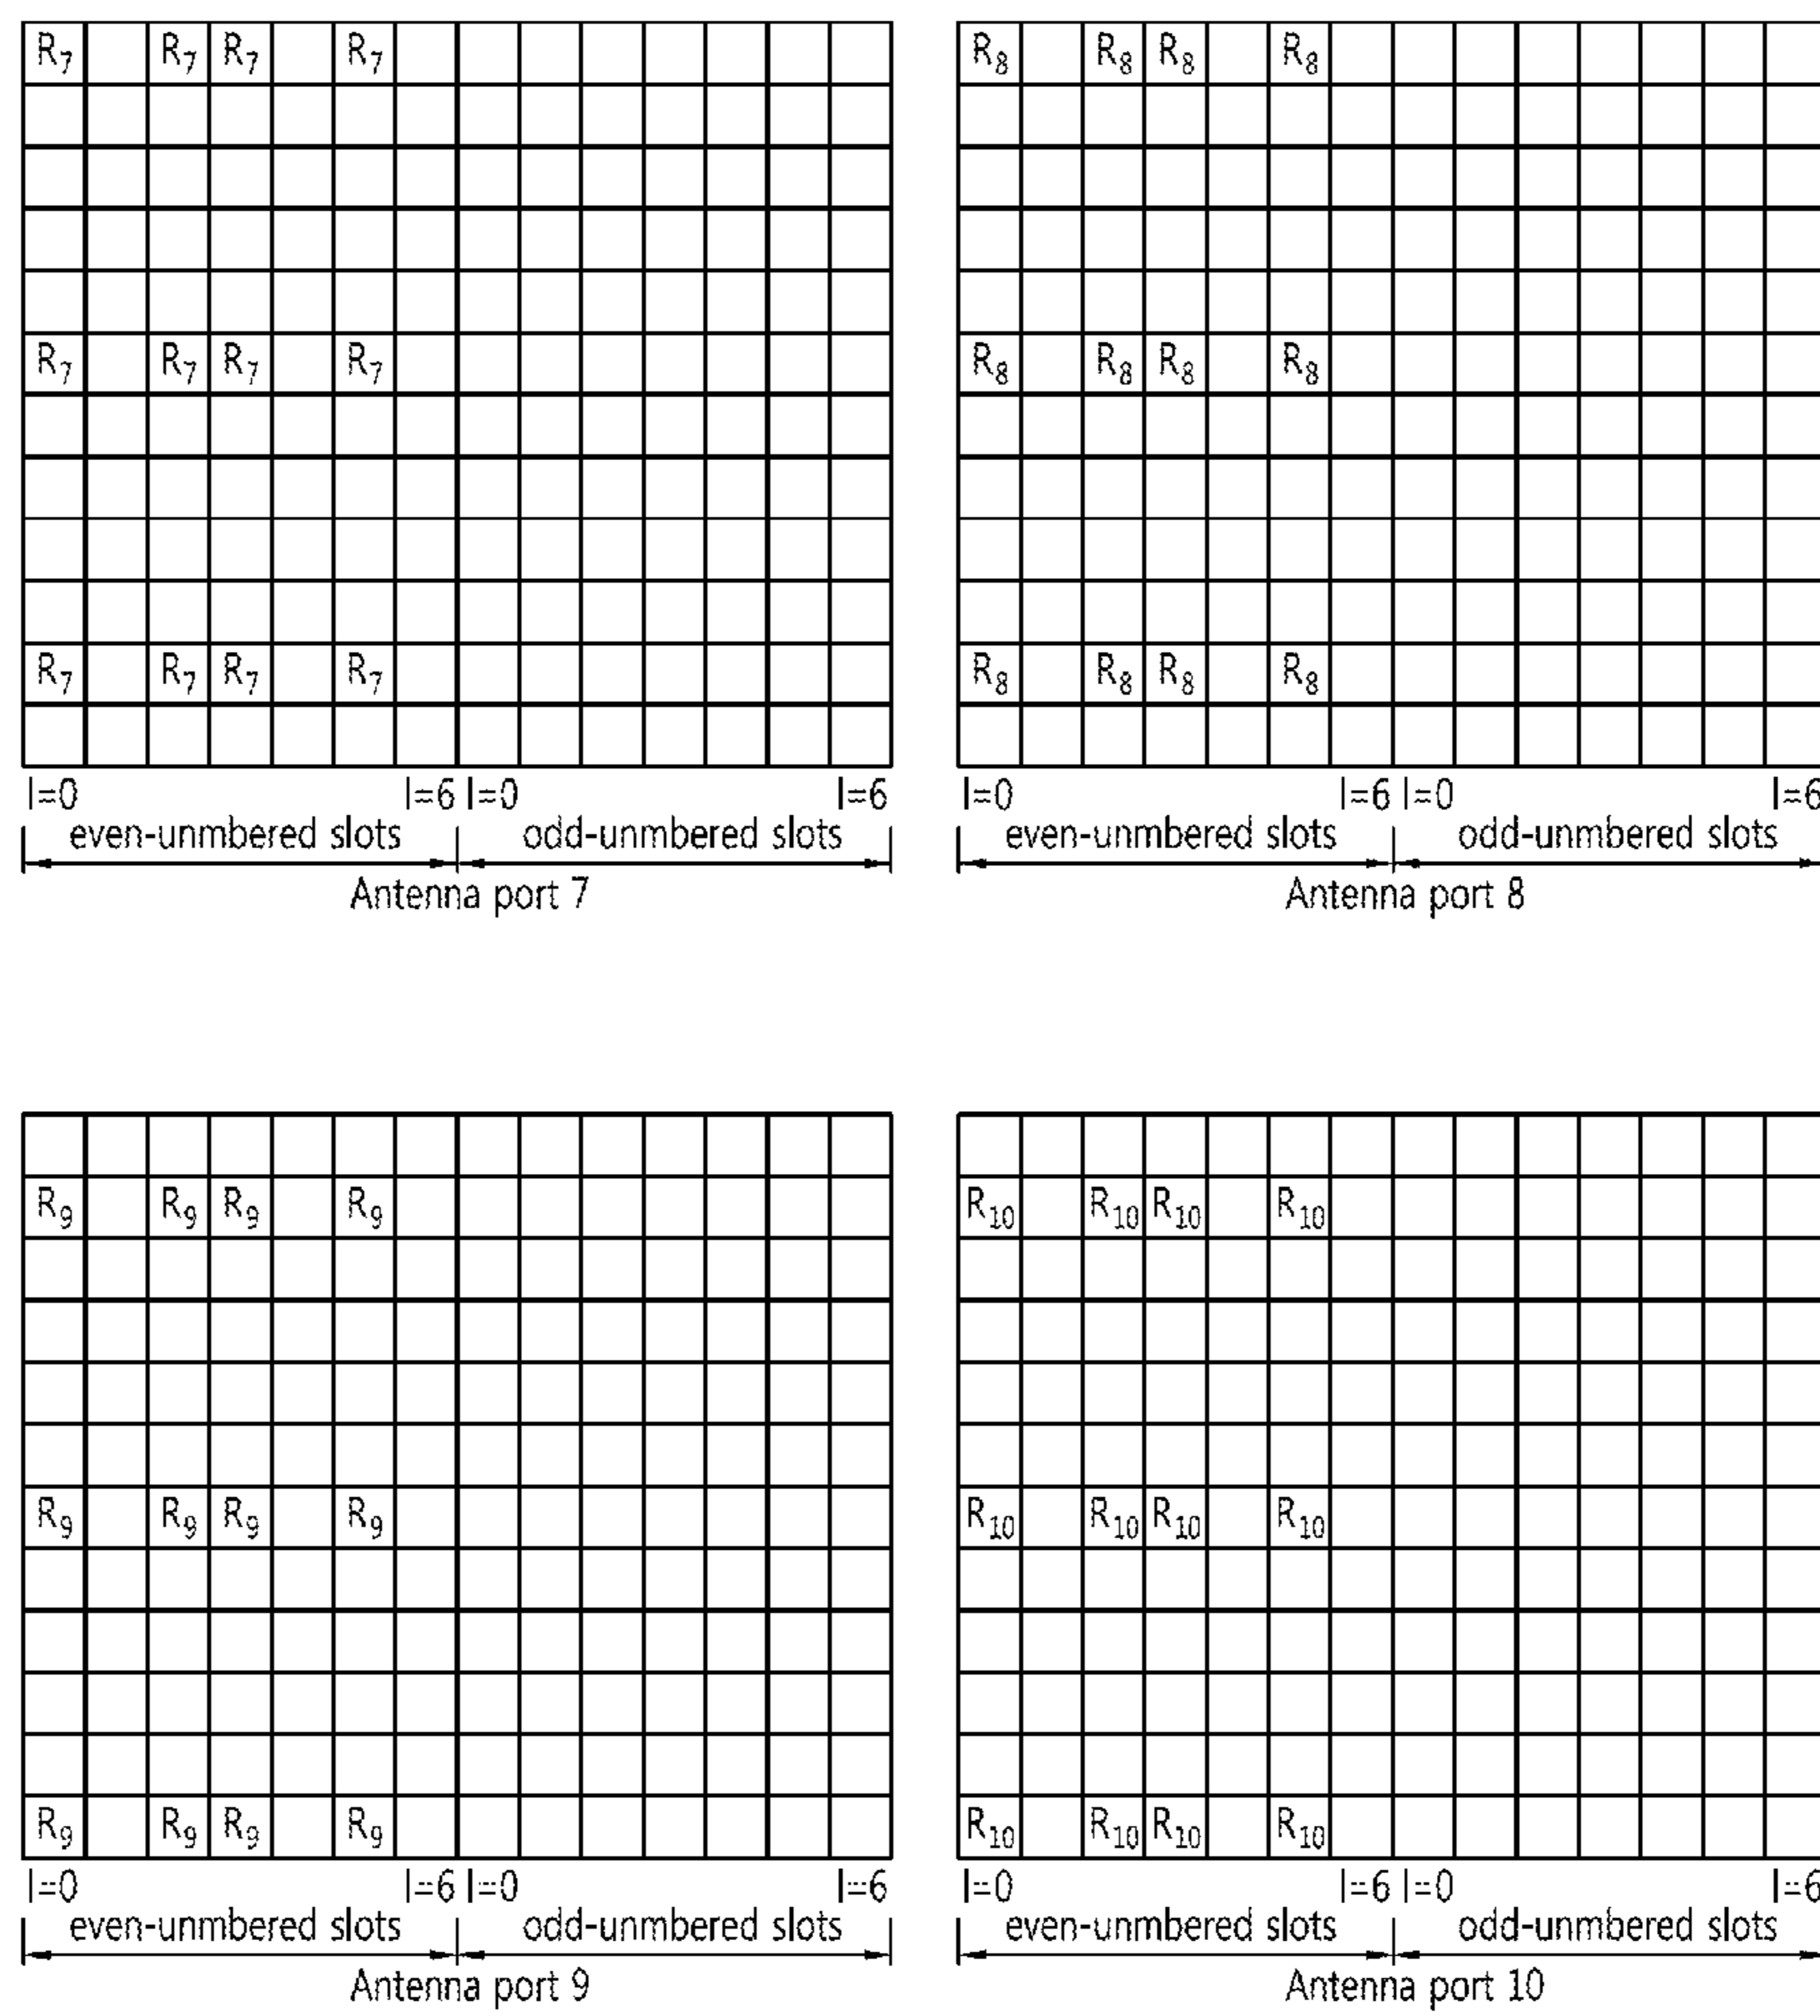 R7 R7 R7 R7
R7 R7 R7 R7
R7 R7 R7 R7
l=0 l=6 l=0 l=6
even-unmbered slots odd-unmbered slots
Antenna port 7
R8 R8 R8 R8
R8 R8 R8 R8
R8 R8 R8 R8
l=0 l=6 l=0 l=6
even-unmbered slots odd-unmbered slots
Antenna port 8
R9 R9 R9 R9
R9 R9 R9 R9
R9 R9 R9 R9
l=0 l=6 l=0 l=6
even-unmbered slots odd-unmbered slots
Antenna port 9
R10 R10 R10 R10
R10 R10 R10 R10
R10 R10 R10 R10
l=0 l=6 l=0 l=6
even-unmbered slots odd-unmbered slots
Antenna port 10